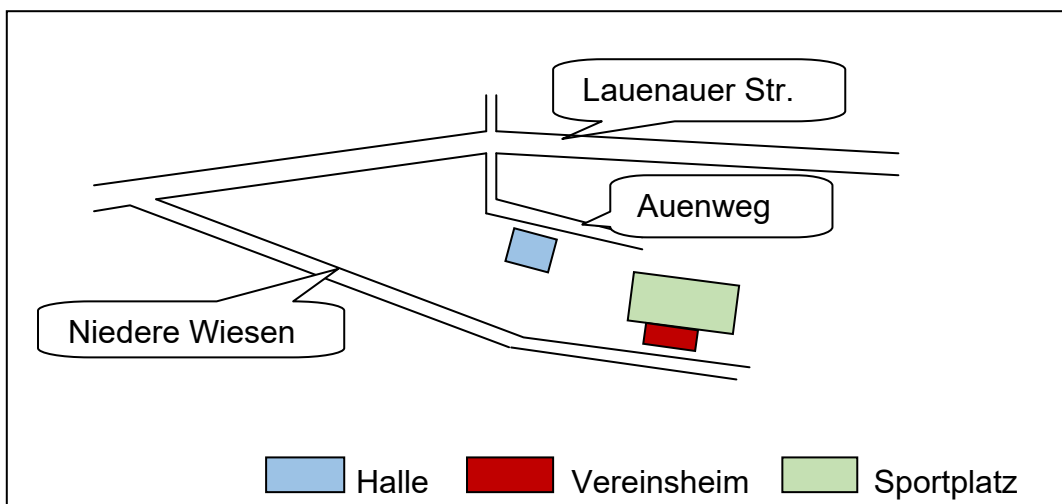 Lauenauer Str.
Auenweg
Niedere Wiesen
Halle Vereinsheim Sportplatz